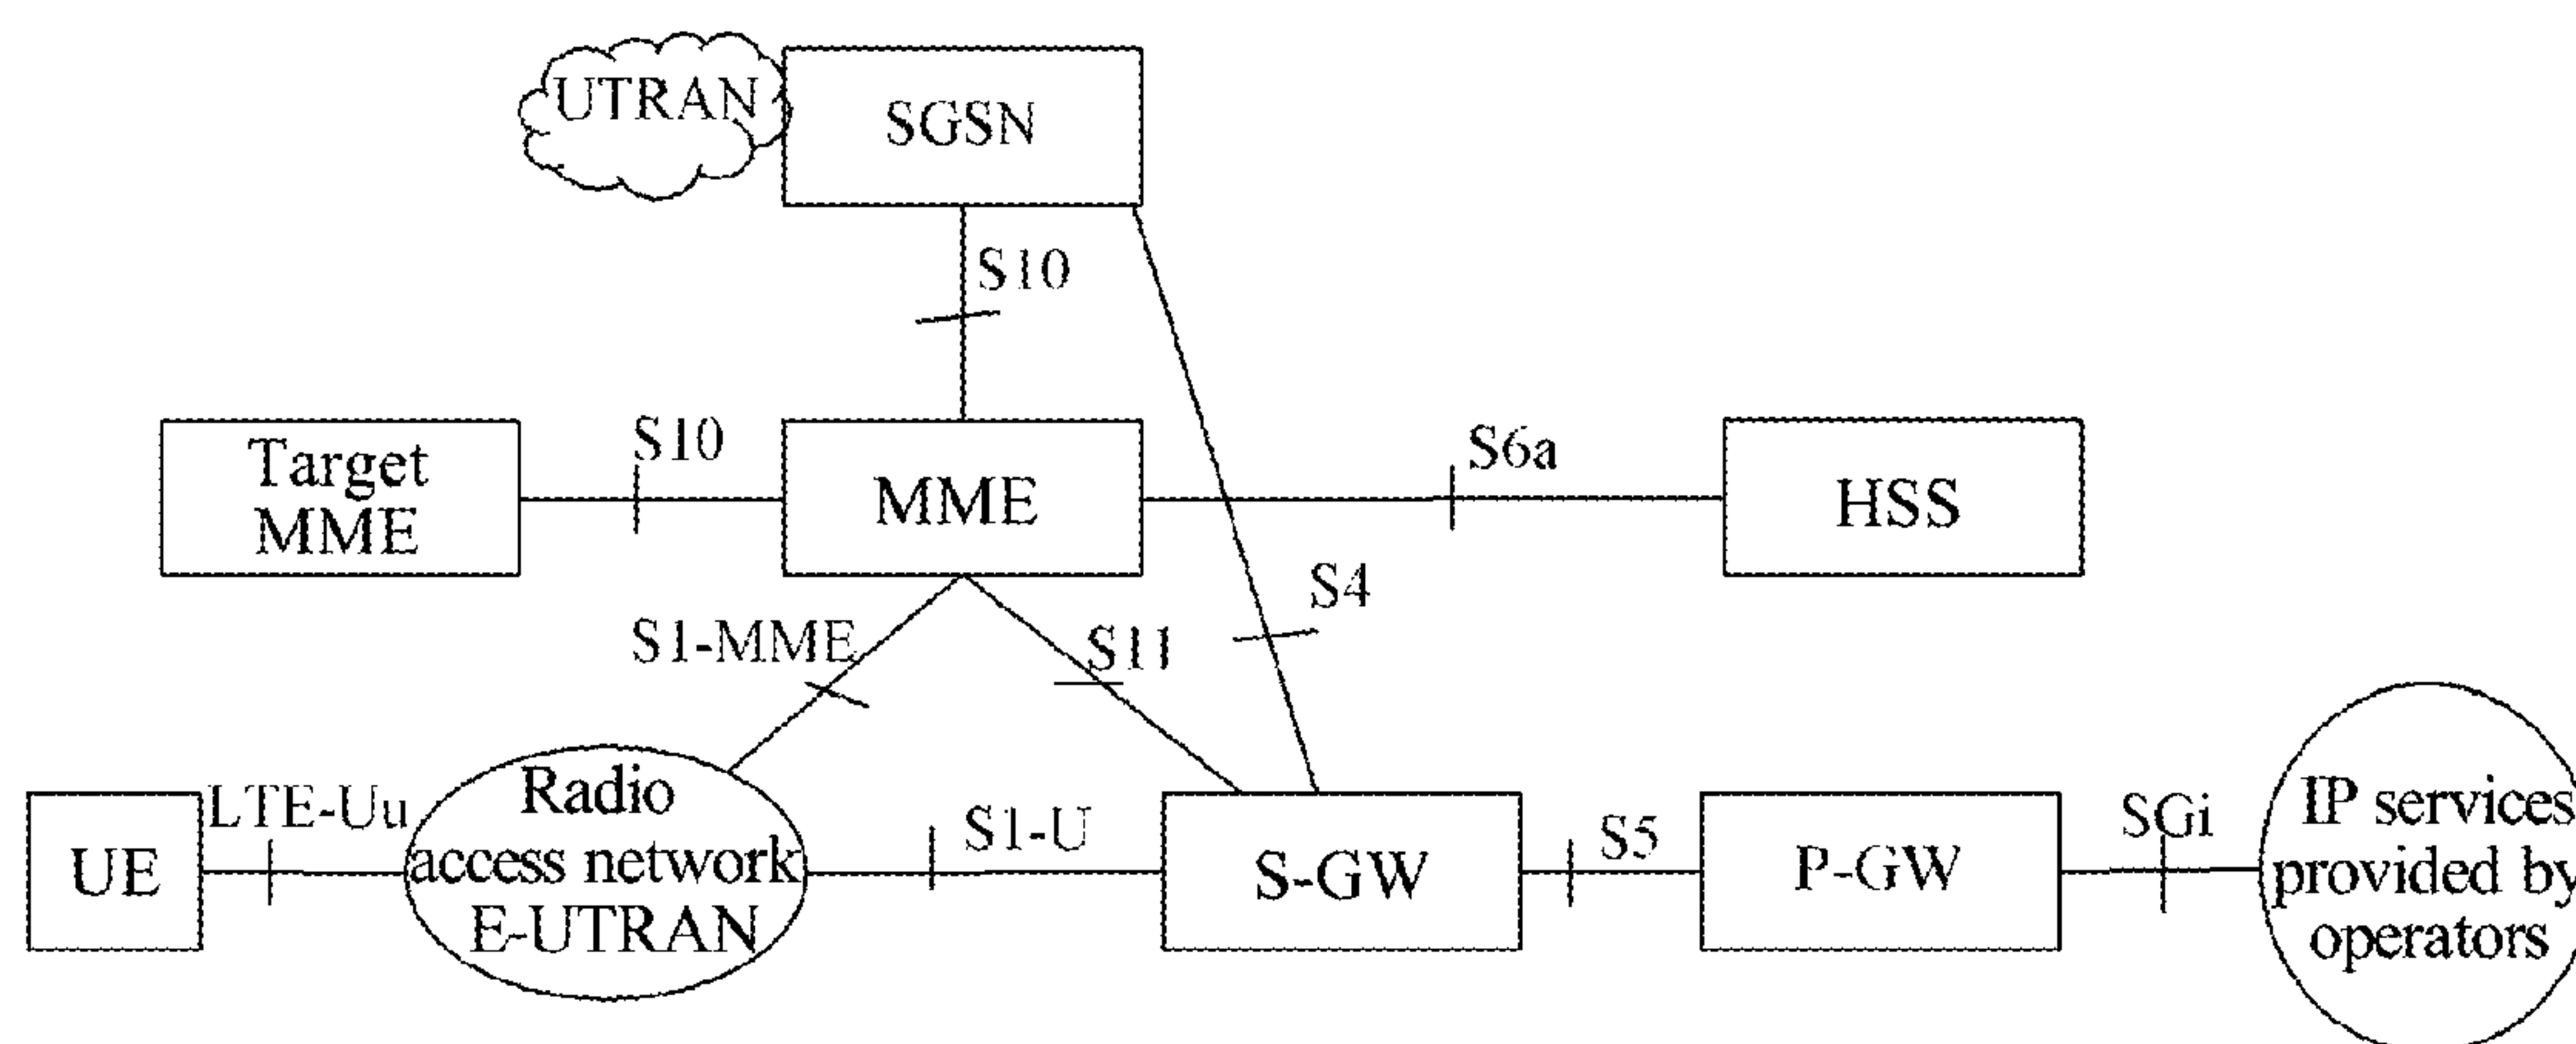 UTRAN
SGSN
S10
Target
MME
S10
MME
S6a
HSS
S4
S1-MME
S11
UE
LTE-Uu
Radio
access network
E-UTRAN
S1-U
S-GW
S5
P-GW
SGi
IP services
provided by
operators